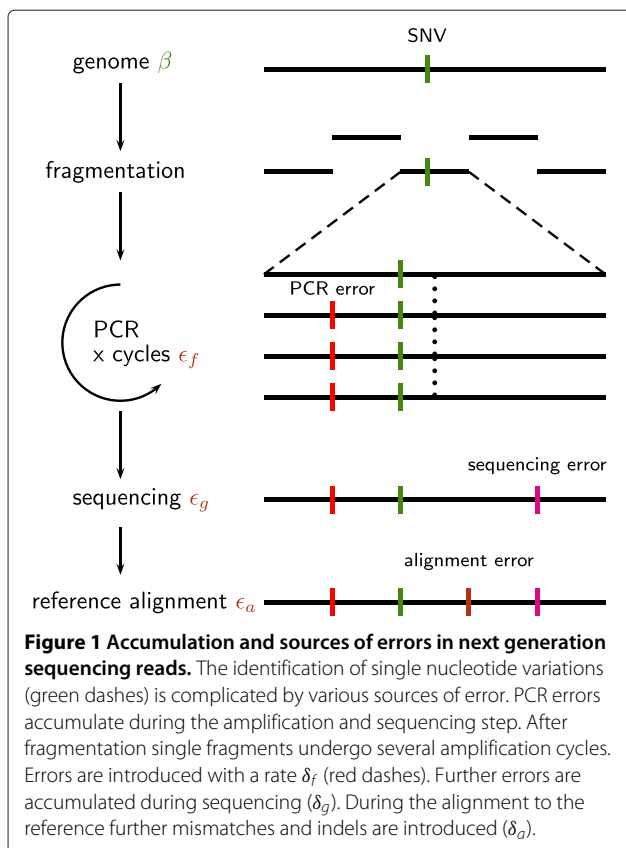 SNV
genome β
fragmentation
PCR error
PCR
x cycles ϵf
sequencing error
sequencing ϵg
alignment error
reference alignment ϵa
Figure 1 Accumulation and sources of errors in next generation
sequencing reads. The identification of single nucleotide variations
(green dashes) is complicated by various sources of error. PCR errors
accumulate during the amplification and sequencing step. After
fragmentation single fragments undergo several amplification cycles.
Errors are introduced with a rate δf (red dashes). Further errors are
accumulated during sequencing (δg). During the alignment to the
reference further mismatches and indels are introduced (δa).